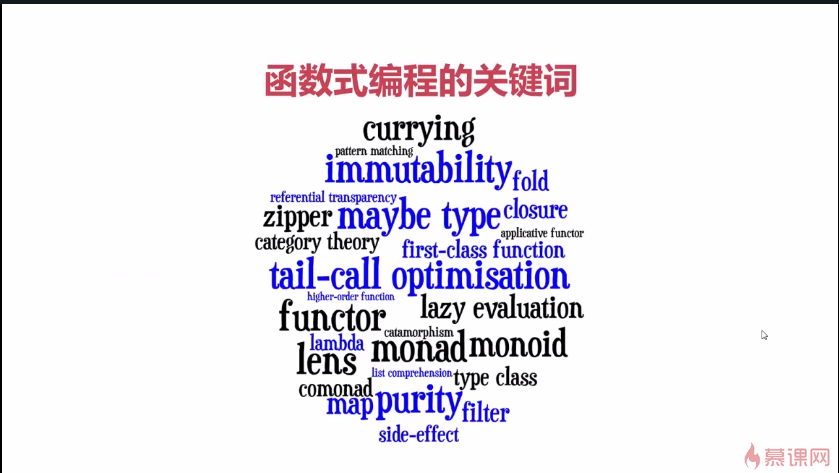 函数式编程的关键词
currying
pattern matching
immutability fold
referential transparency
zipper maybe type closure
applicative functor
category theory first-class function
tail-call optimisation
higher-order function
functor lazy evaluation
catamorphism
lambda
lens monad monoid
list comprehension type class
comonad
map purity filter
side-effect
慕课网